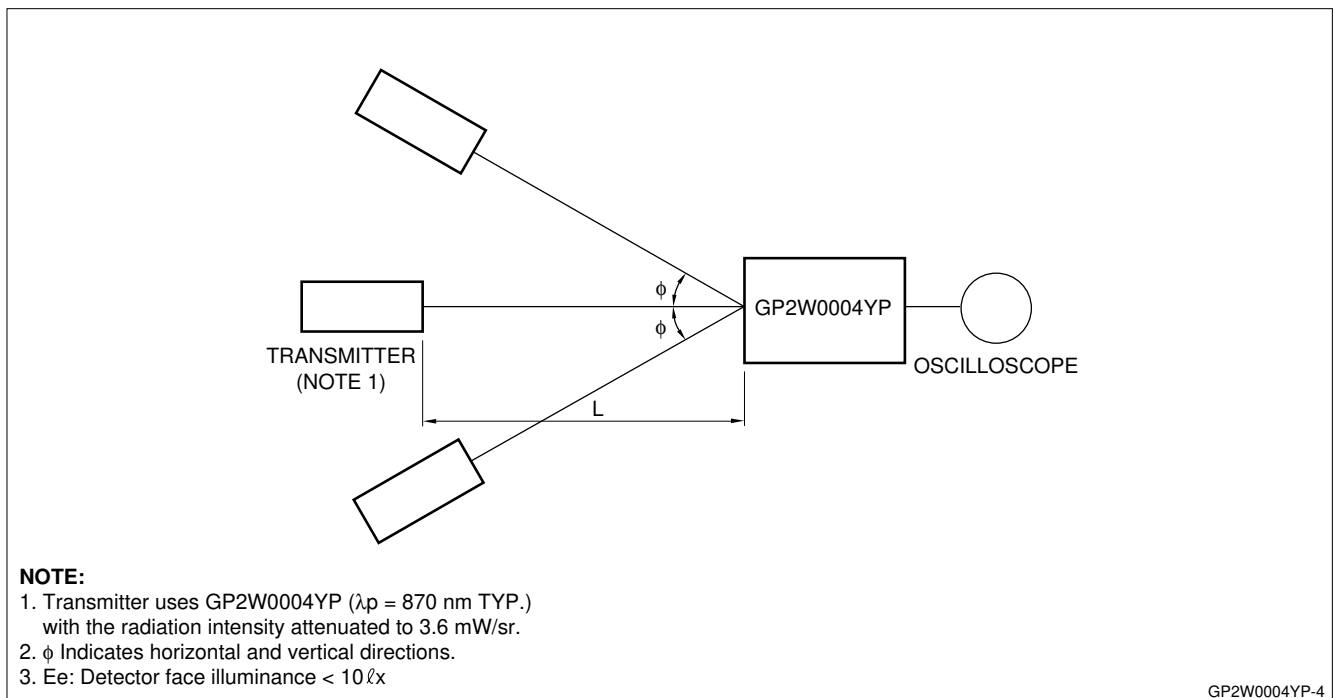 ϕ
ϕ
GP2W0004YP
TRANSMITTER
(NOTE 1)
OSCILLOSCOPE
L
NOTE:
1. Transmitter uses GP2W0004YP (λp = 870 nm TYP.)
with the radiation intensity attenuated to 3.6 mW/sr.
2. ϕ Indicates horizontal and vertical directions.
3. Ee: Detector face illuminance < 10 ℓx
GP2W0004YP-4